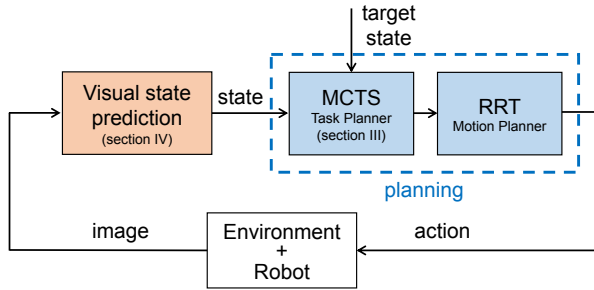 target
state
Visual state
prediction
(section IV)
state
MCTS
Task Planner
(section III)
RRT
Motion Planner
planning
image
Environment
+
Robot
action